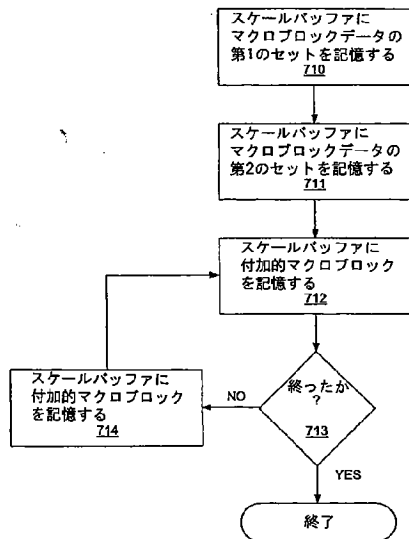 スケールバッファに
マクロブロックデータの
第1のセットを記憶する
710
スケールバッファに
マクロブロックデータの
第2のセットを記憶する
711
スケールバッファに
付加的マクロブロック
を記憶する
712
終ったか
?
713
NO
スケールバッファに
付加的マクロブロック
を記憶する
714
YES
終了